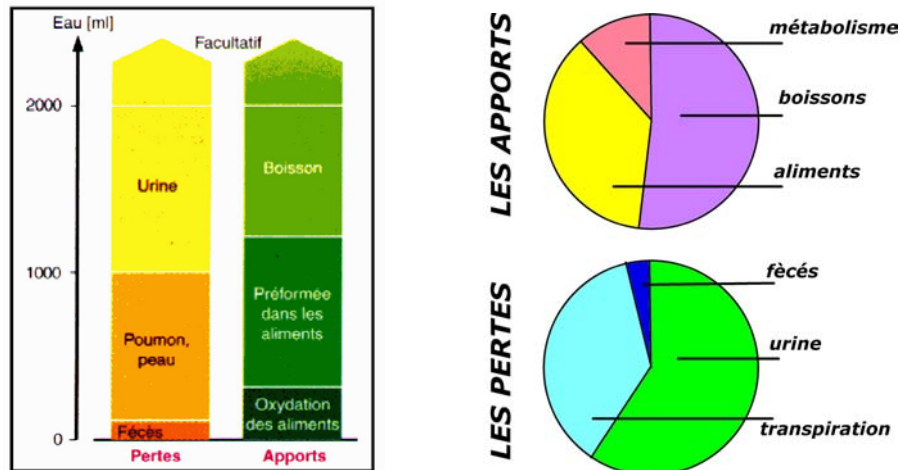 Eau [ml]
Facultatif
2000
Urine
Boisson
1000
Préformée
dans les
aliments
Poumon,
peau
Oxydation
des aliments
Fécès
0
Pertes
Apports
LES APPORTS
métabolisme
boissons
aliments
LES PERTES
fècés
urine
transpiration